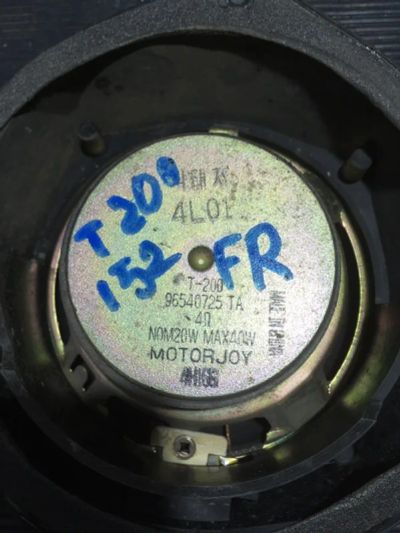 T 200
152 FR
4L01
T-200
96540725 TA
4Ω
NOM20W MAX40W
MOTORJOY